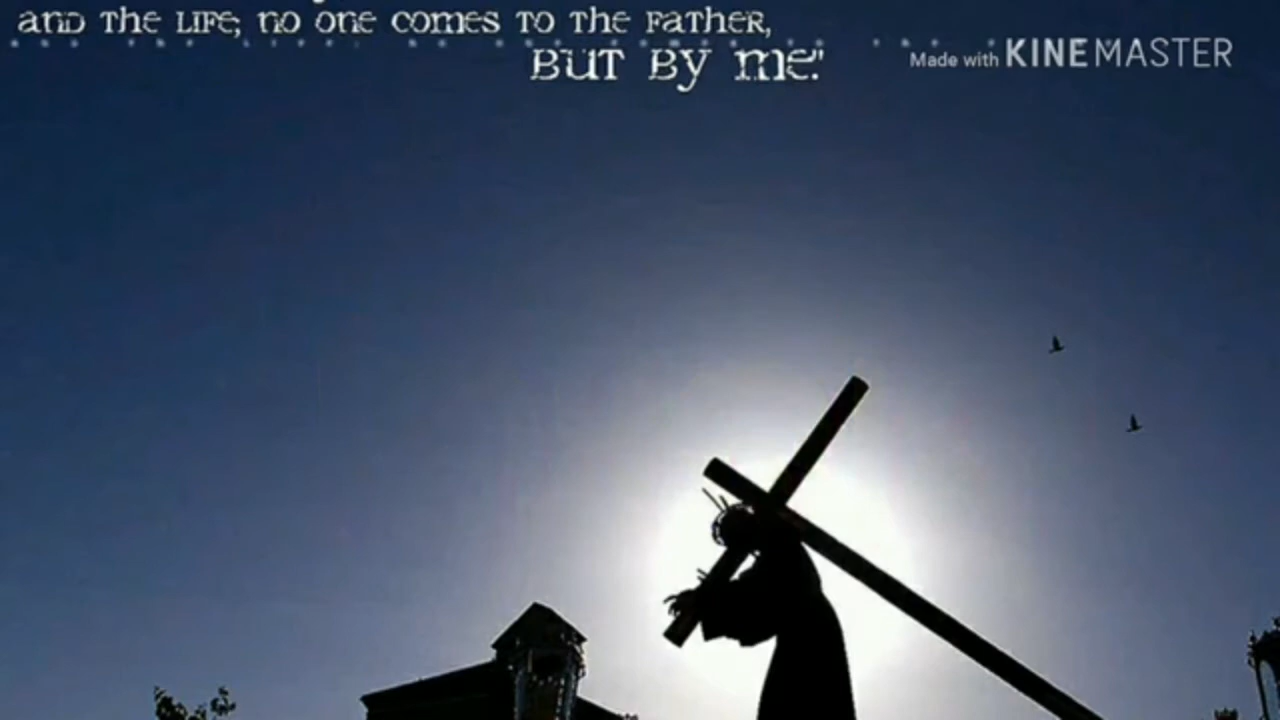 and THE LIFE; no one comes TO THE FATHER,
BUT BY me!'
Made with KINEMASTER